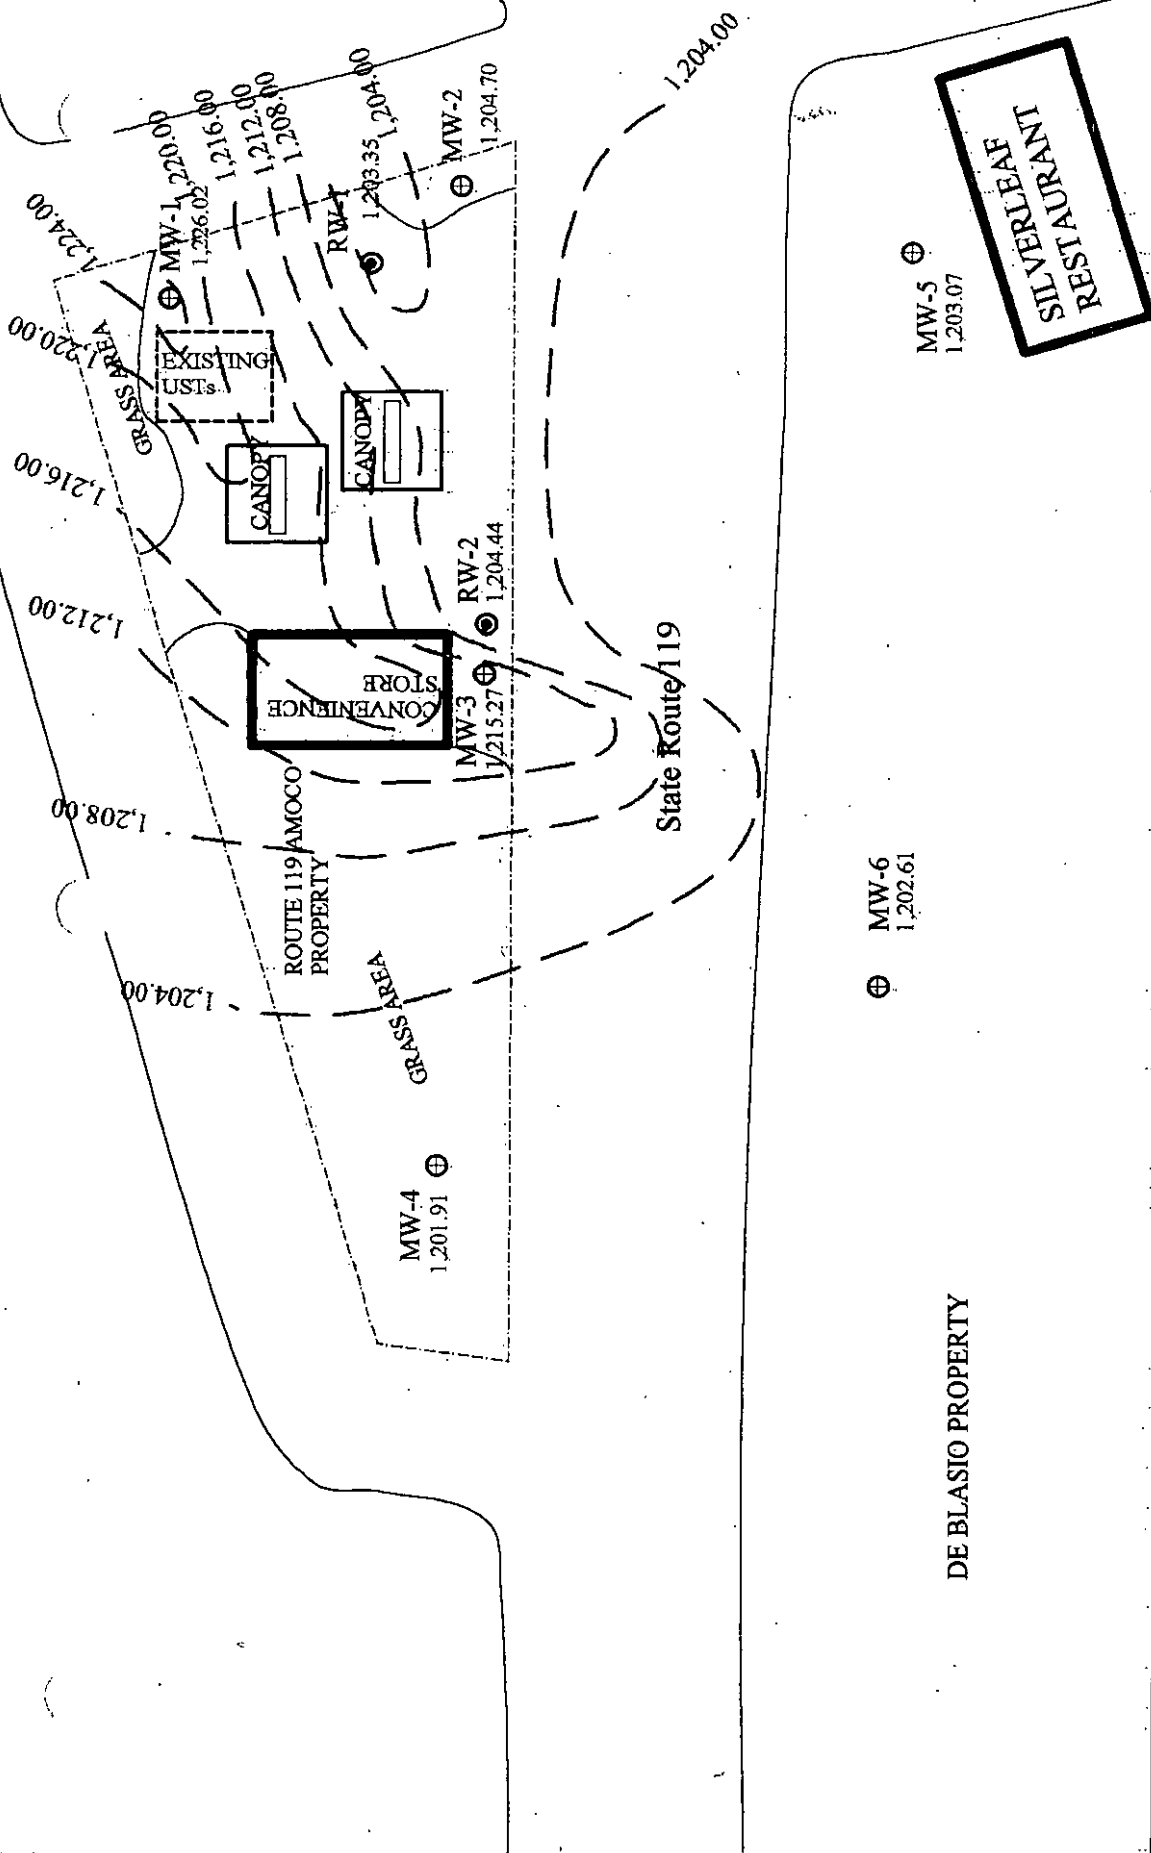 1,224.00
1,220.00
1,216.00
1,212.00
1,208.00
1,204.00
1,220.00
1,216.00
1,212.00
1,208.00
1,204.00
1,204.00
MW-1
1,226.02
RW-1
1,203.35
MW-2
1,204.70
GRASS AREA
EXISTING
USTs
CANOPY
CANOPY
RW-2
1,204.44
MW-3
1,215.27
CONVENIENCE
STORE
ROUTE 119 AMOCO
PROPERTY
GRASS AREA
MW-4
1,201.91
State Route 119
MW-5
1,203.07
SILVERLEAF
RESTAURANT
MW-6
1,202.61
DE BLASIO PROPERTY